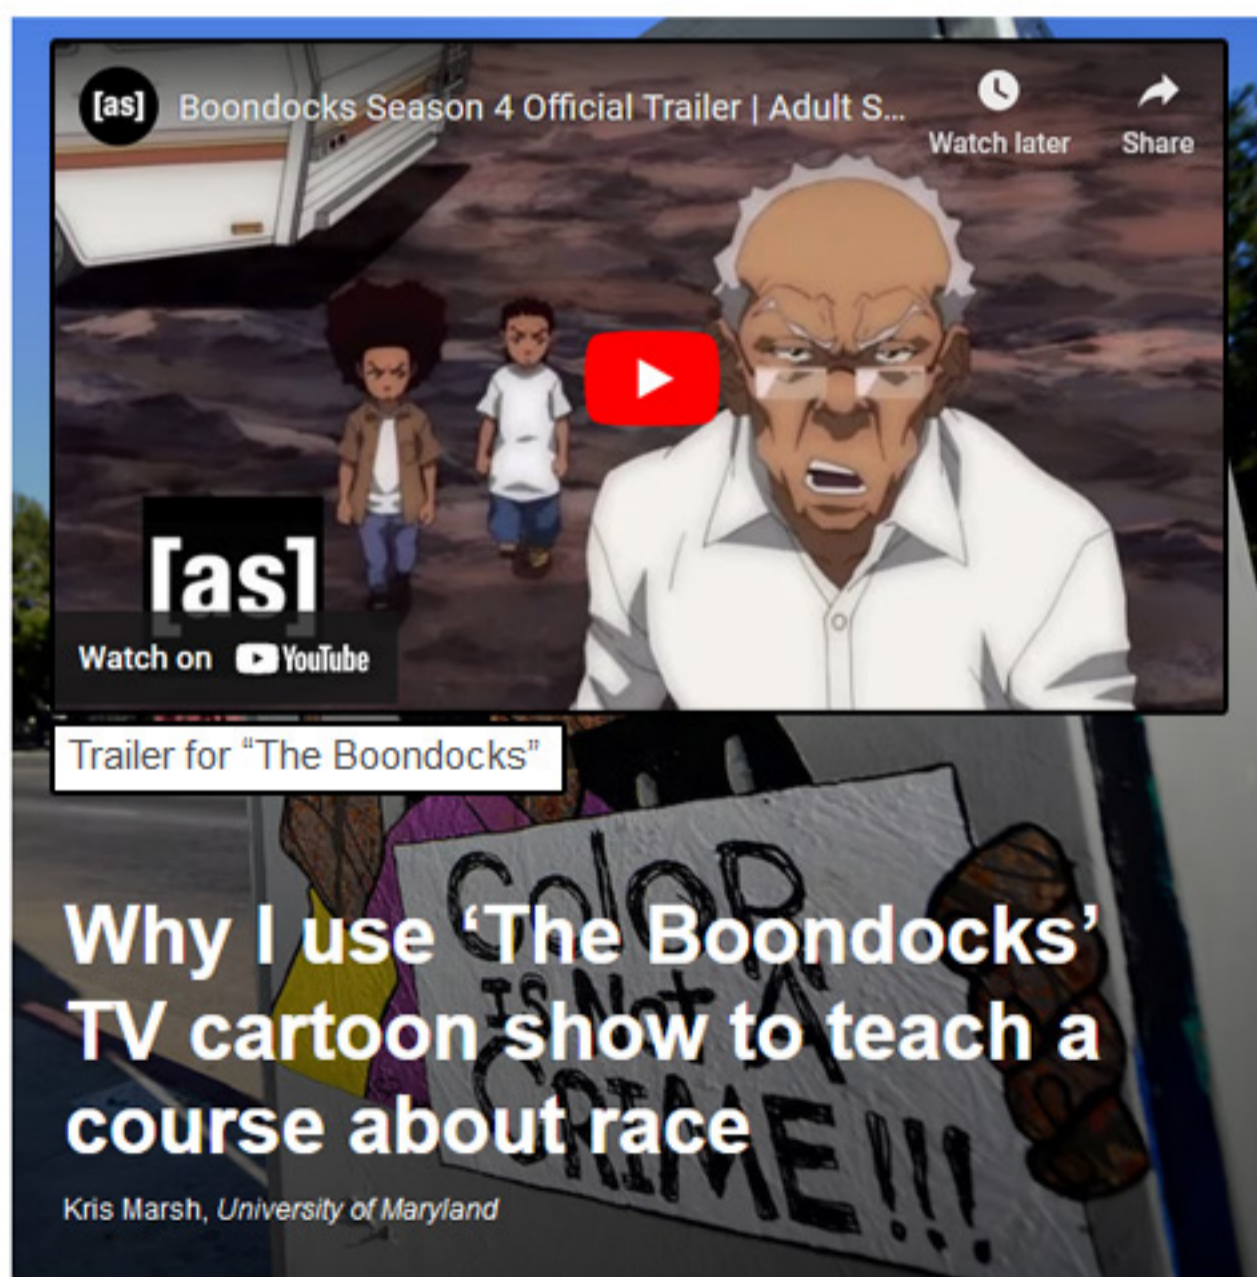 [as] Boondocks Season 4 Official Trailer | Adult S...
Watch later
Share
[as]
Watch on YouTube
Trailer for “The Boondocks”
Color
Is Not A
CRIME!!!
Why I use ‘The Boondocks’
TV cartoon show to teach a
course about race
Kris Marsh, University of Maryland